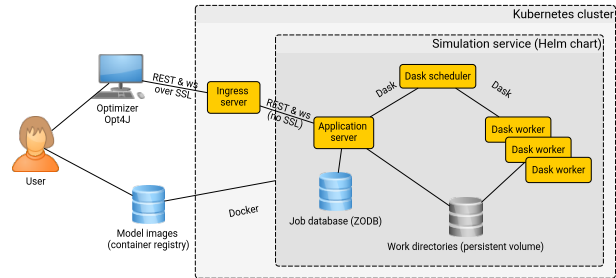 Kubernetes cluster
Simulation service (Helm chart)
Dask scheduler
REST & ws
over SSL
Ingress
server
Dask
Dask
Optimizer
Opt4J
REST & ws
(no SSL)
Application
server
Dask worker
Dask worker
Dask worker
User
Model images
(container registry)
Docker
Job database (ZODB)
Work directories (persistent volume)